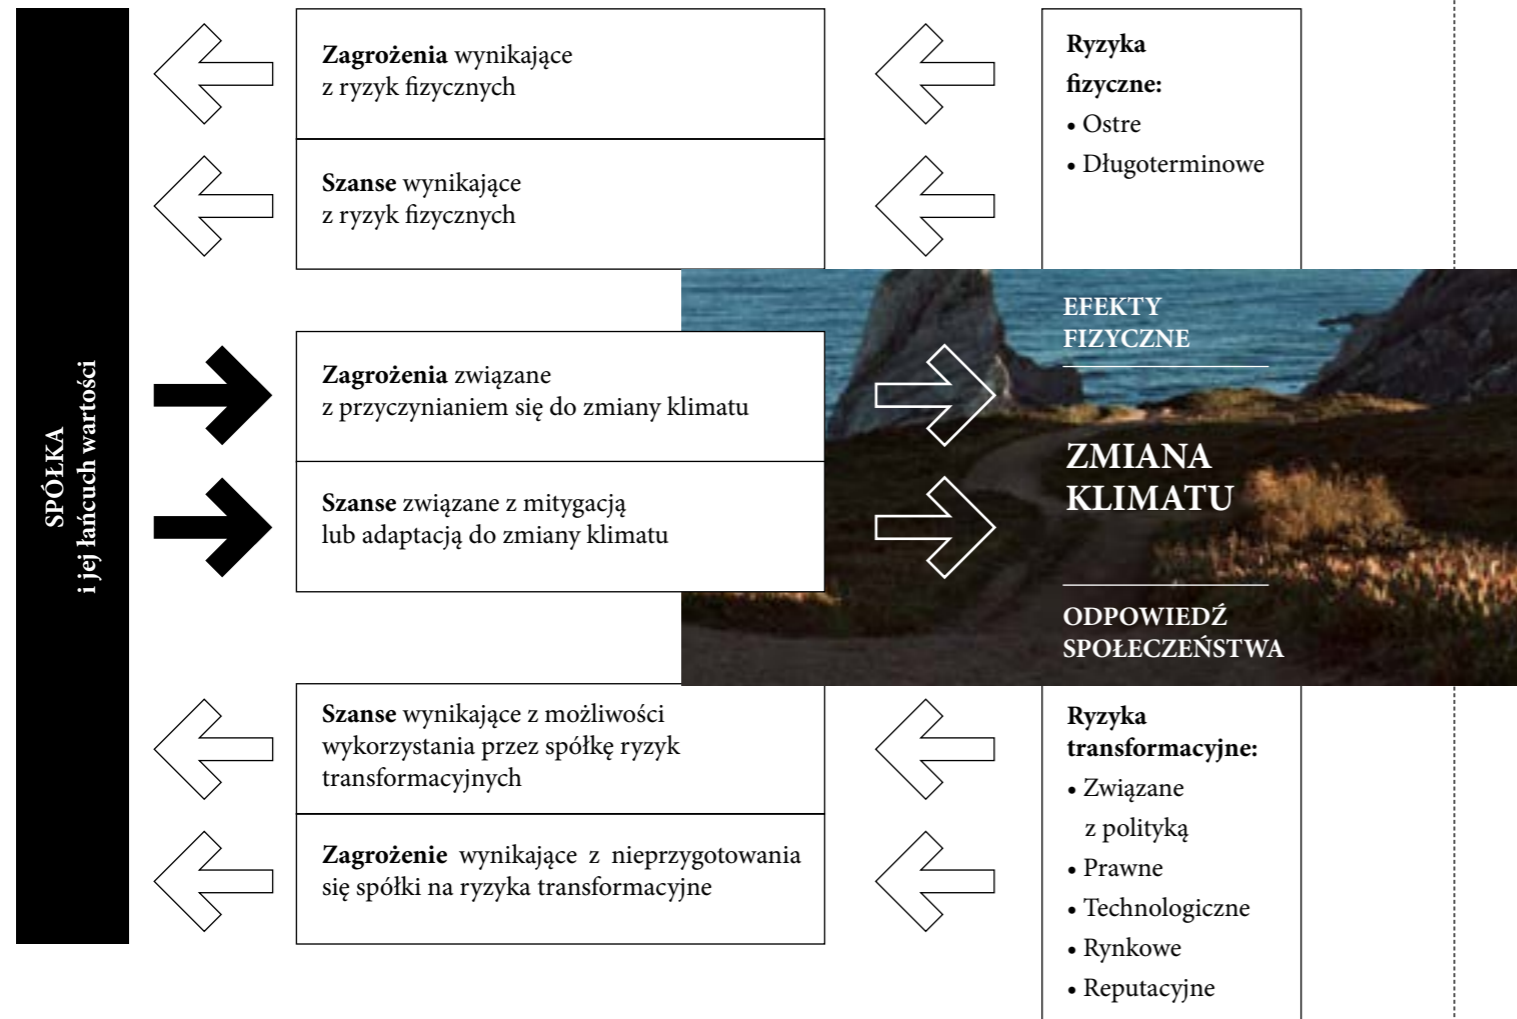 SPÓŁKA
i jej łańcuch wartości
Zagrożenia wynikające
z ryzyk fizycznych
Szanse wynikające
z ryzyk fizycznych
Ryzyka
fizyczne:
• Ostre
• Długoterminowe
Zagrożenia związane
z przyczynianiem się do zmiany klimatu
Szanse związane z mitygacją
lub adaptacją do zmiany klimatu
EFEKTY
FIZYCZNE
ZMIANA
KLIMATU
ODPOWIEDŹ
SPOŁECZEŃSTWA
Szanse wynikające z możliwości
wykorzystania przez spółkę ryzyk
transformacyjnych
Zagrożenie wynikające z nieprzygotowania
się spółki na ryzyka transformacyjne
Ryzyka
transformacyjne:
• Związane
z polityką
• Prawne
• Technologiczne
• Rynkowe
• Reputacyjne